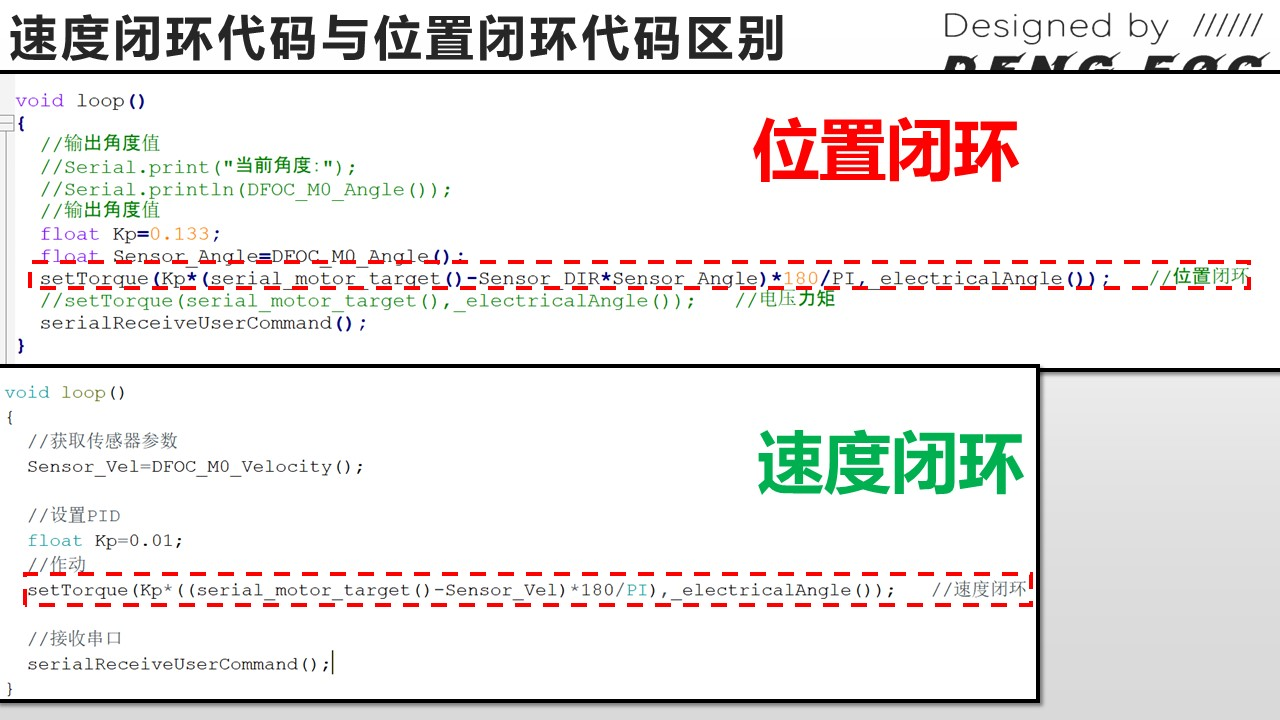 速度闭环代码与位置闭环代码区别
Designed by //////
DENG FOC
void loop()
{
//输出角度值
//Serial.print("当前角度:");
//Serial.println(DFOC_M0_Angle());
//输出角度值
float Kp=0.133;
float Sensor_Angle=DFOC_M0_Angle();
setTorque(Kp*(serial_motor_target()-Sensor_DIR*Sensor_Angle)*180/PI,_electricalAngle()); //位置闭环
//setTorque(serial_motor_target(),_electricalAngle()); //电压力矩
serialReceiveUserCommand();
}
位置闭环
void loop()
{
//获取传感器参数
Sensor_Vel=DFOC_M0_Velocity();
//设置PID
float Kp=0.01;
//作动
setTorque(Kp*((serial_motor_target()-Sensor_Vel)*180/PI),_electricalAngle()); //速度闭环
//接收串口
serialReceiveUserCommand();
}
速度闭环